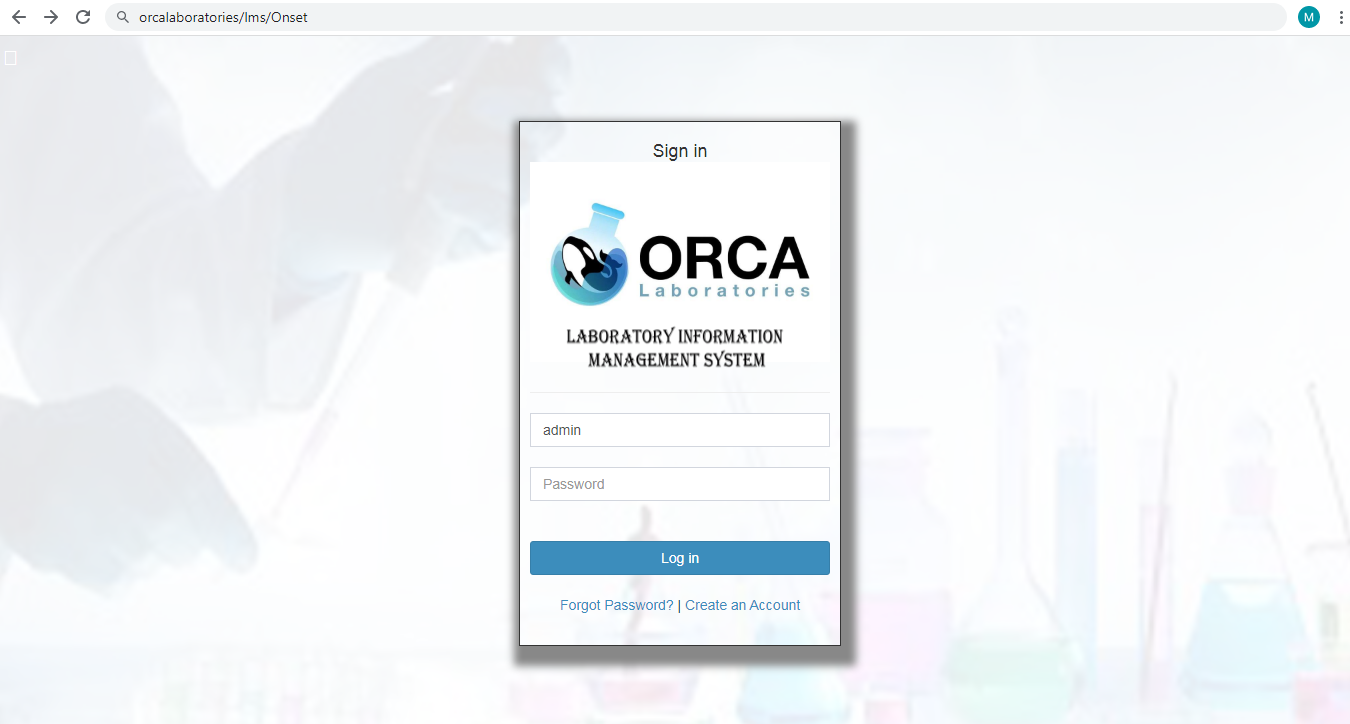 orcalaboratories/lms/Onset
M
Sign in
ORCA
Laboratories
LABORATORY INFORMATION
MANAGEMENT SYSTEM
admin
Password
Log in
Forgot Password? | Create an Account